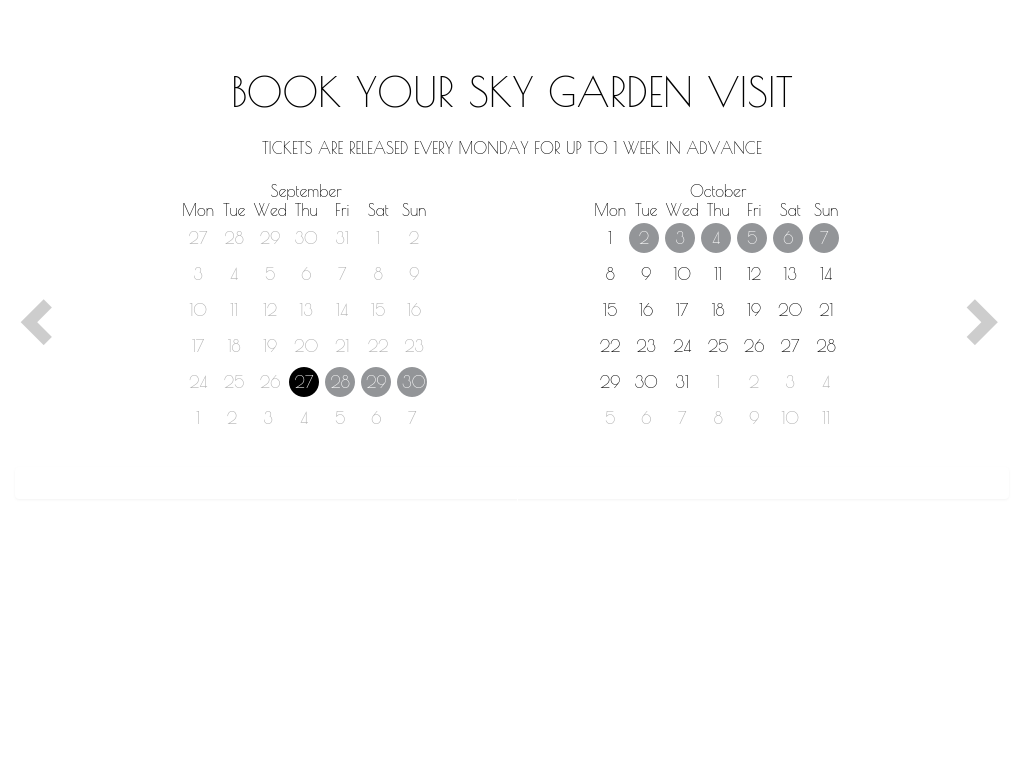 BOOK YOUR SKY GARDEN VISIT
TICKETS ARE RELEASED EVERY MONDAY FOR UP TO 1 WEEK IN ADVANCE
September
Mon Tue Wed Thu Fri Sat Sun
27 28 29 30 31 1 2
3 4 5 6 7 8 9
10 11 12 13 14 15 16
17 18 19 20 21 22 23
24 25 26 27 28 29 30
1 2 3 4 5 6 7
October
Mon Tue Wed Thu Fri Sat Sun
1 2 3 4 5 6 7
8 9 10 11 12 13 14
15 16 17 18 19 20 21
22 23 24 25 26 27 28
29 30 31 1 2 3 4
5 6 7 8 9 10 11